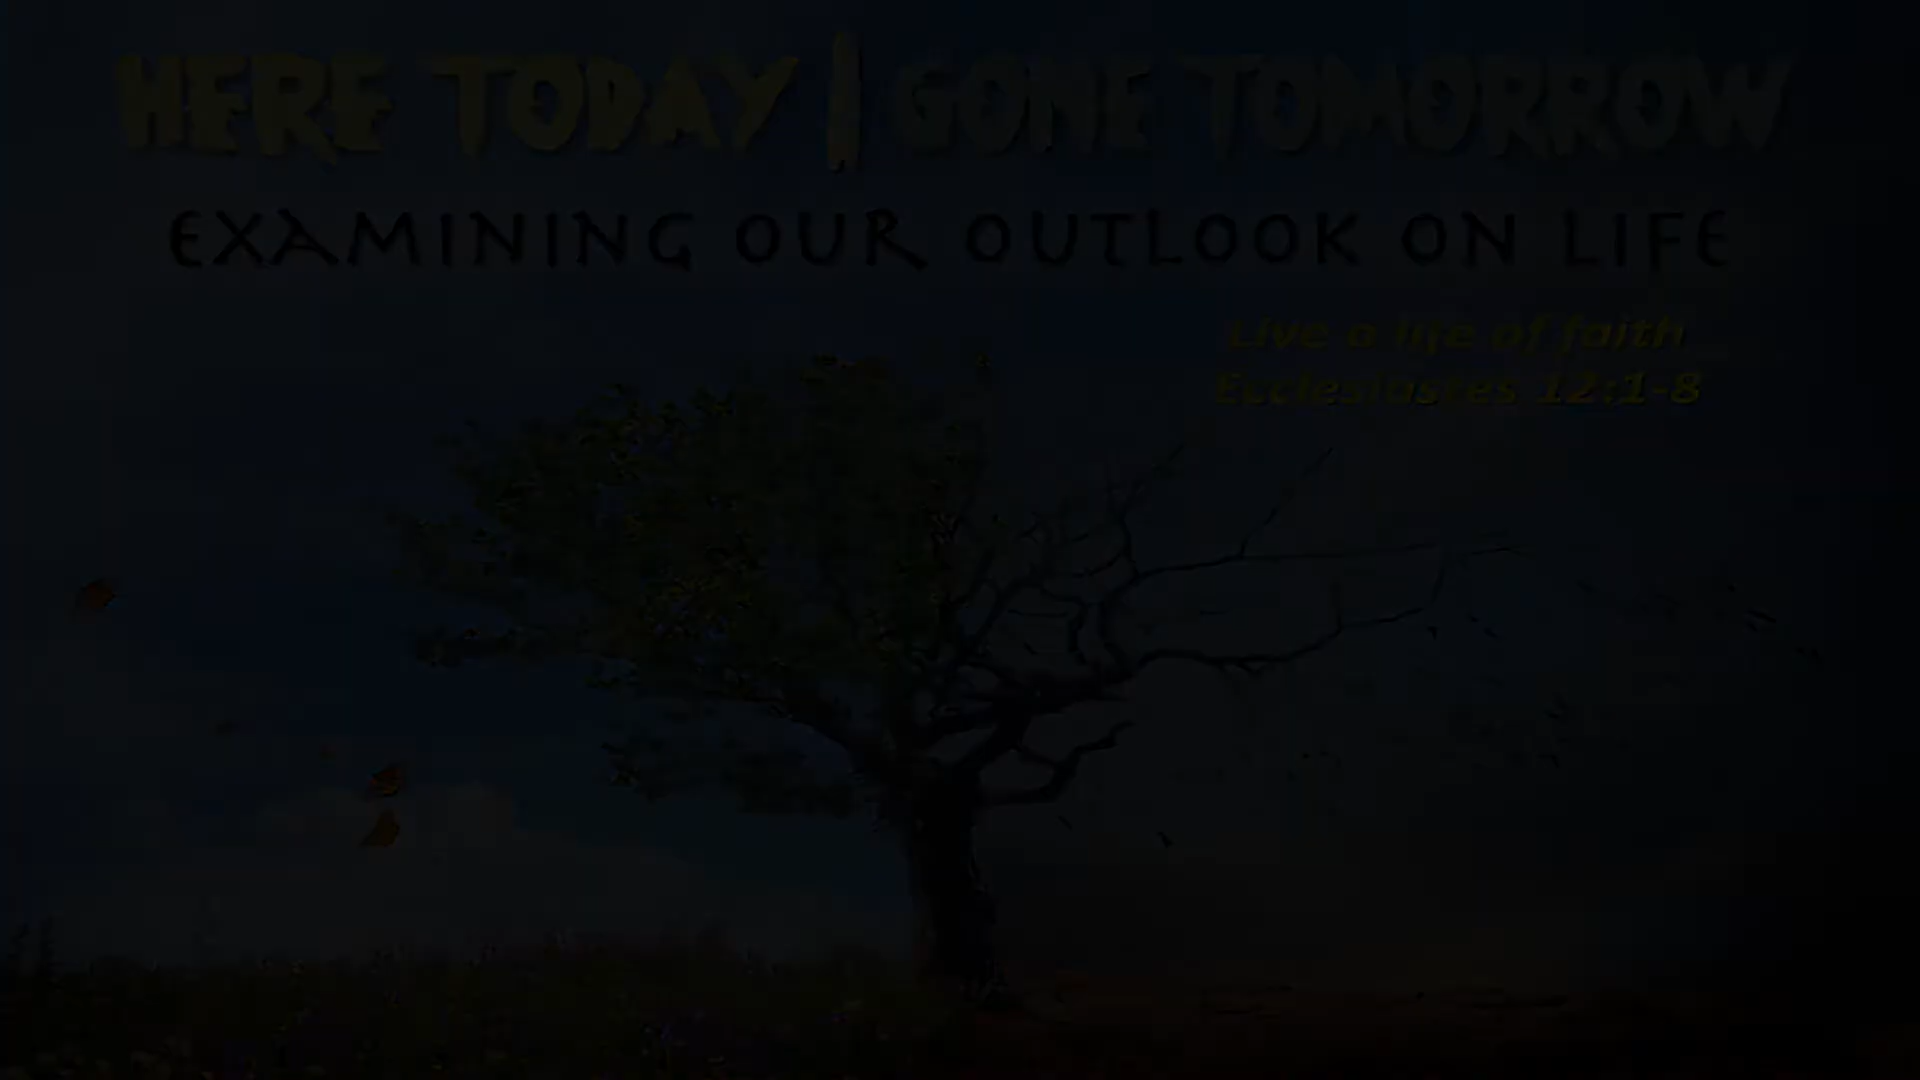 HERE TODAY | GONE TOMORROW
EXAMINING OUR OUTLOOK ON LIFE
Live a life of faith
Ecclesiastes 12:1-8